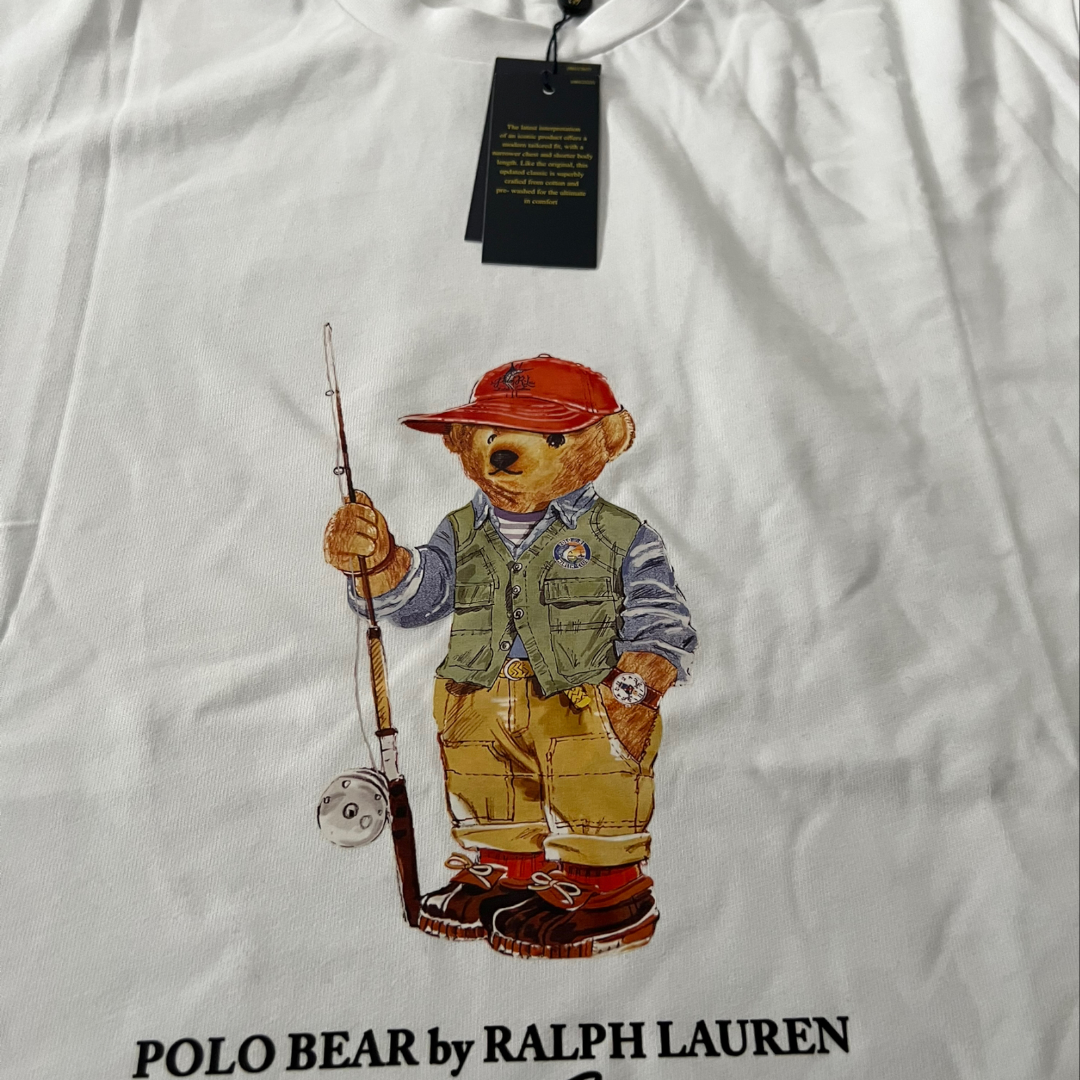 The latest interpretation
of an iconic product offers a
modern tailored fit, with a
narrower chest and shorter body
length. Like the original, this
updated classic is superbly
crafted from cotton and
pre- washed for the ultimate
in comfort
POLO BEAR by RALPH LAUREN